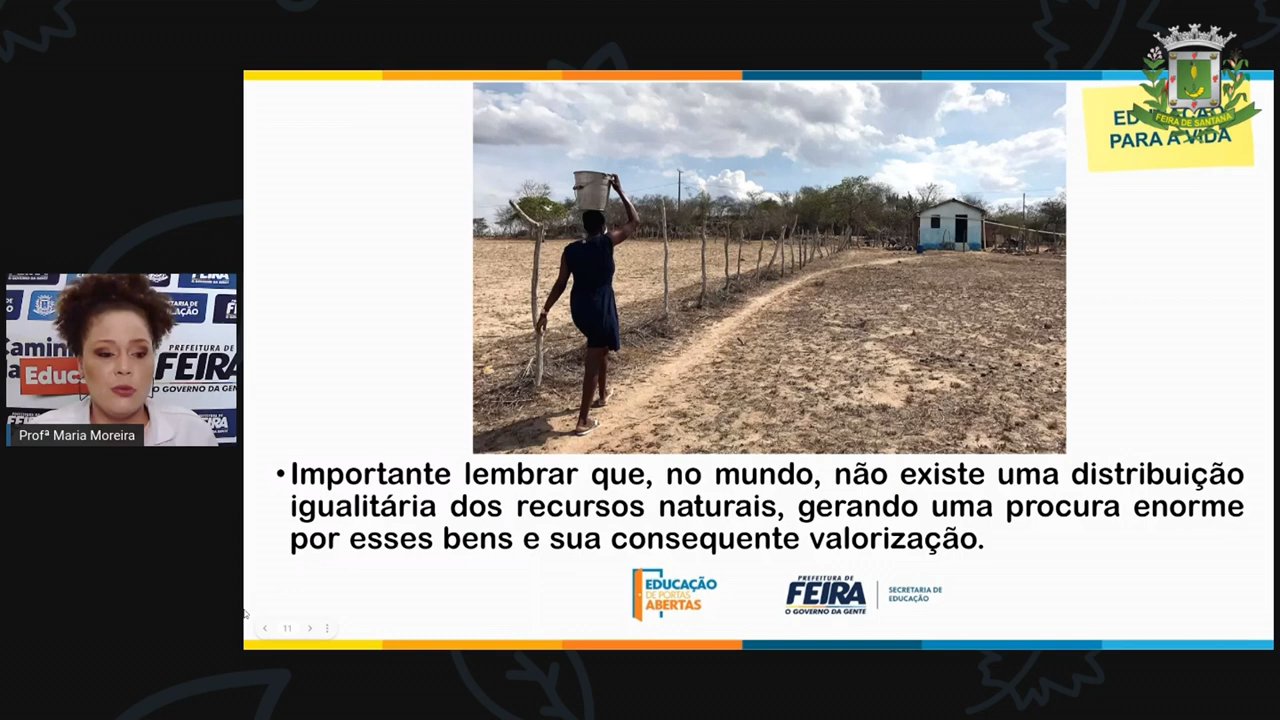 FEIRA DE SANTANA
PARA A VIDA
FEIRA
PREFEITURA DE
FEIRA
O GOVERNO DA GENTE
Educ
Profª Maria Moreira
•Importante lembrar que, no mundo, não existe uma distribuição
igualitária dos recursos naturais, gerando uma procura enorme
por esses bens e sua consequente valorização.
EDUCAÇÃO
DE PORTAS
ABERTAS
PREFEITURA DE
FEIRA
O GOVERNO DA GENTE
SECRETARIA DE
EDUCAÇÃO
11